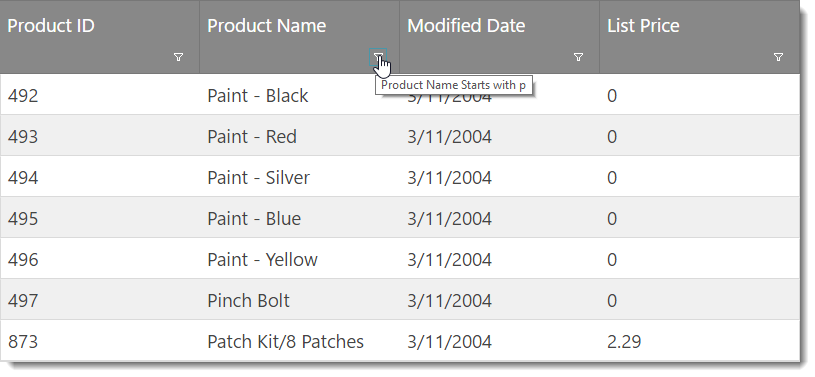 Product ID Product Name Modified Date List Price
Product Name Starts with p
492 Paint - Black 3/11/2004 0
493 Paint - Red 3/11/2004 0
494 Paint - Silver 3/11/2004 0
495 Paint - Blue 3/11/2004 0
496 Paint - Yellow 3/11/2004 0
497 Pinch Bolt 3/11/2004 0
873 Patch Kit/8 Patches 3/11/2004 2.29